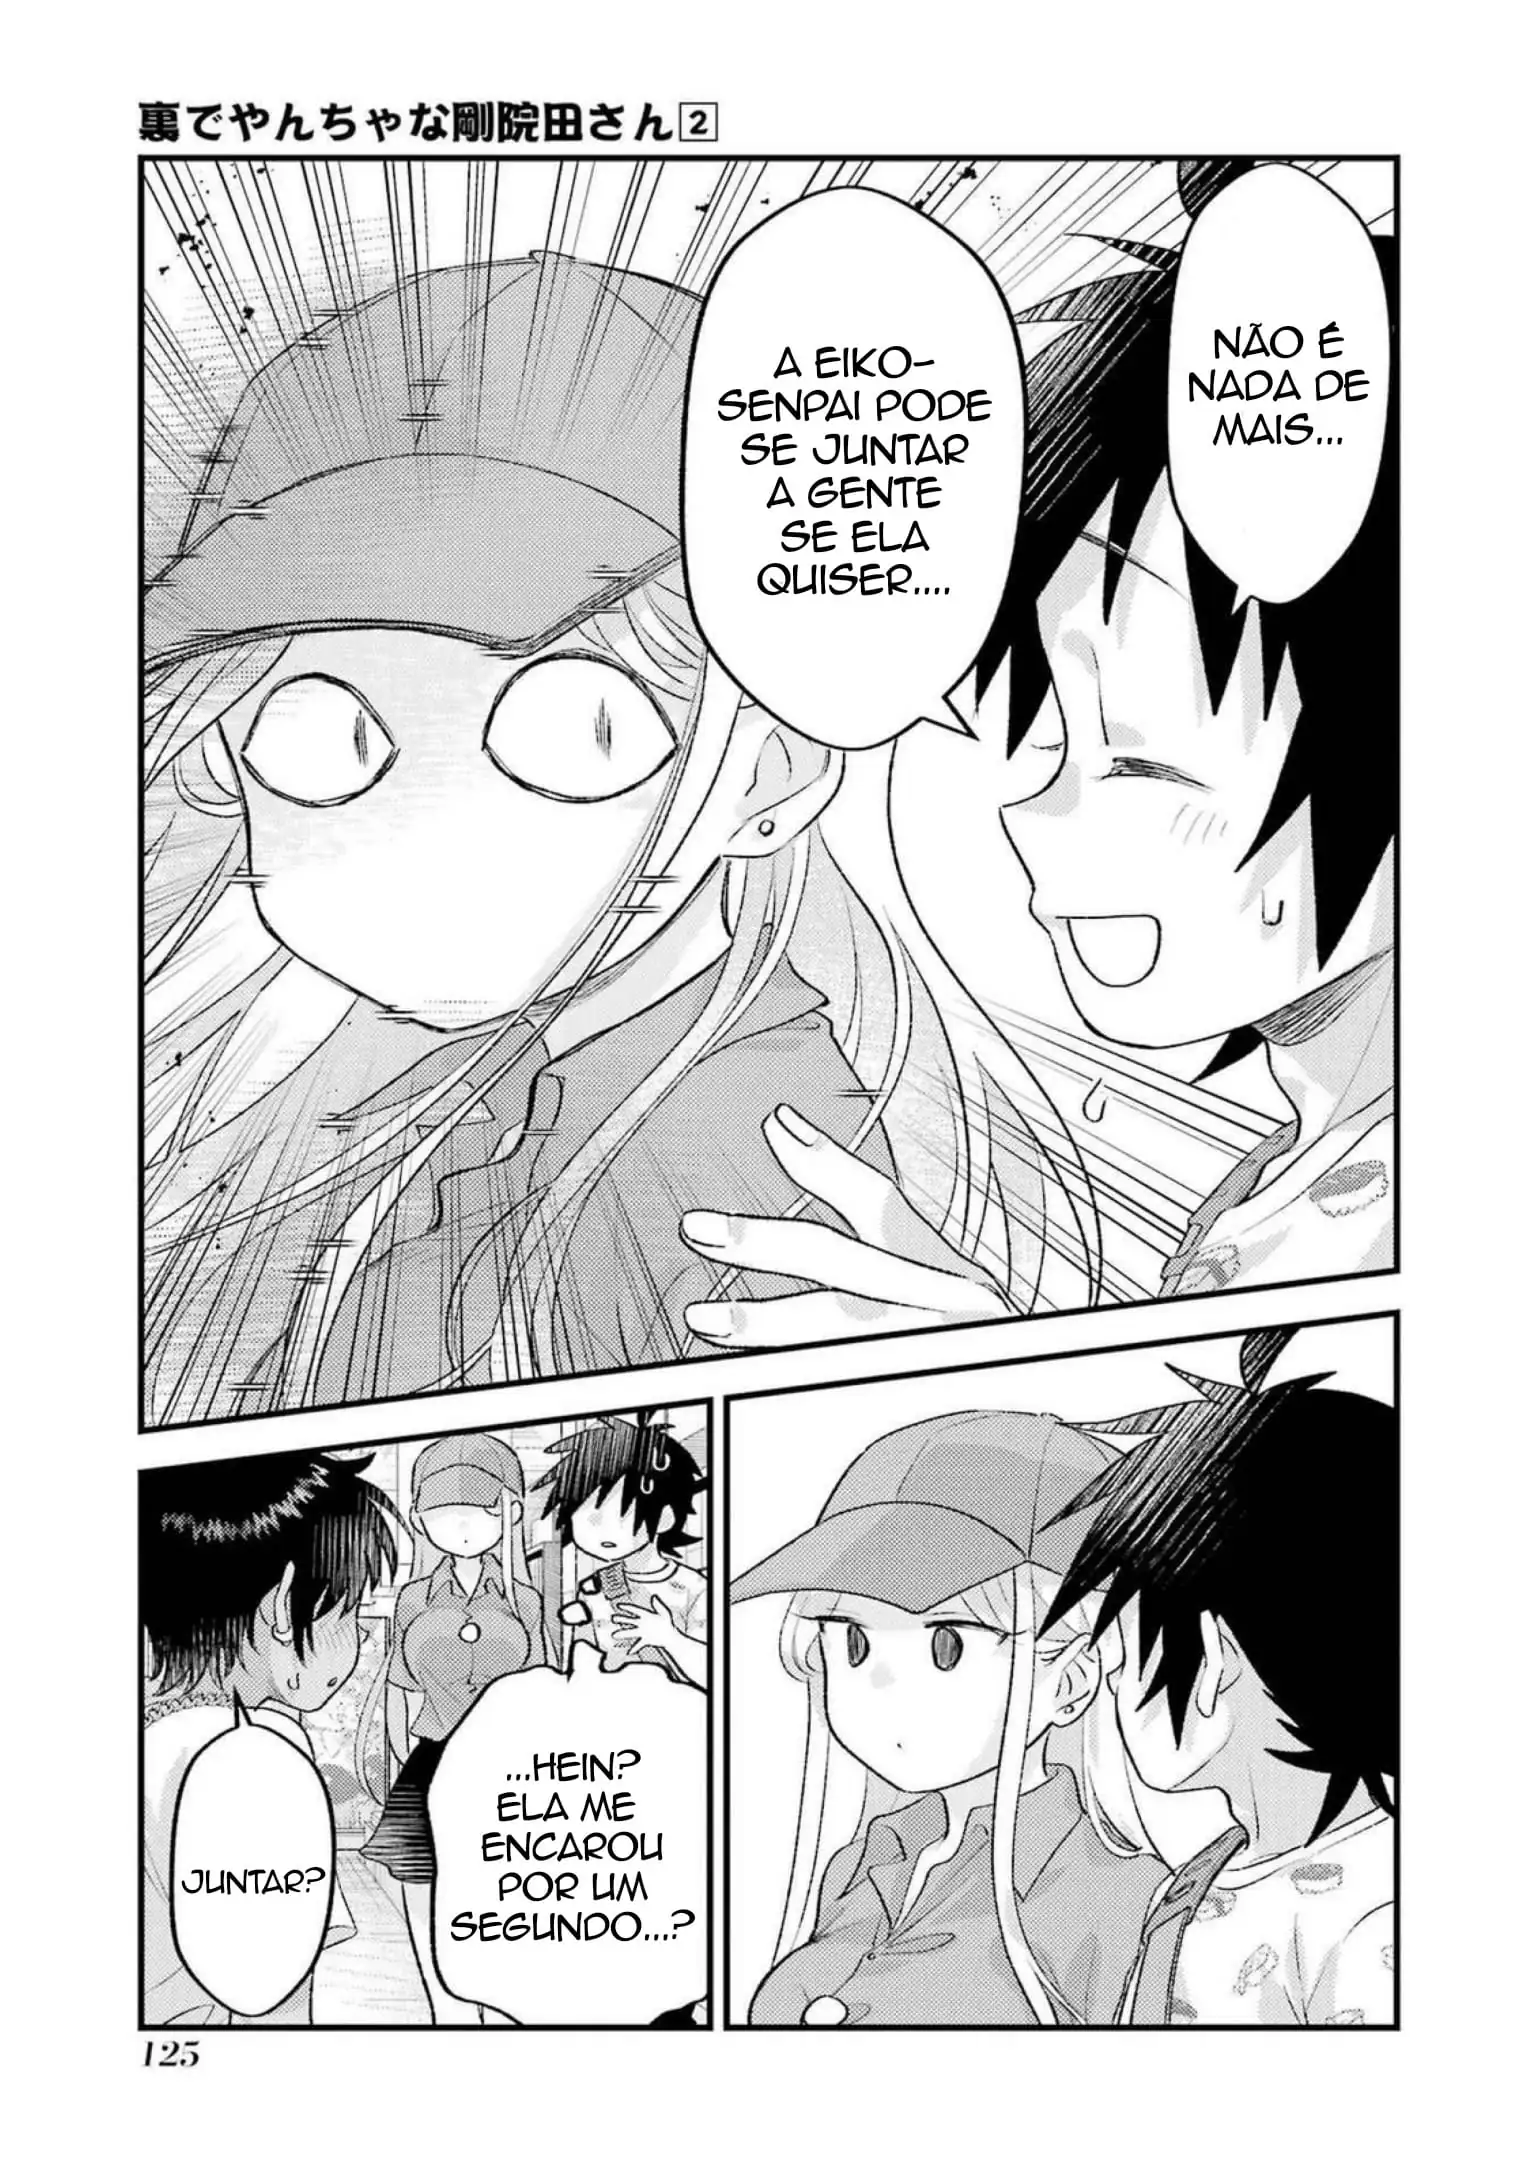 裏でやんちゃな剛院田さん2
NÃO É
NADA DE
MAIS...
A EIKO-
SENPAI PODE
SE JUNTAR
A GENTE
SE ELA
QUISER....
...HEIN?
ELA ME
ENCAROU
POR UM
SEGUNDO...?
JUNTAR?
125